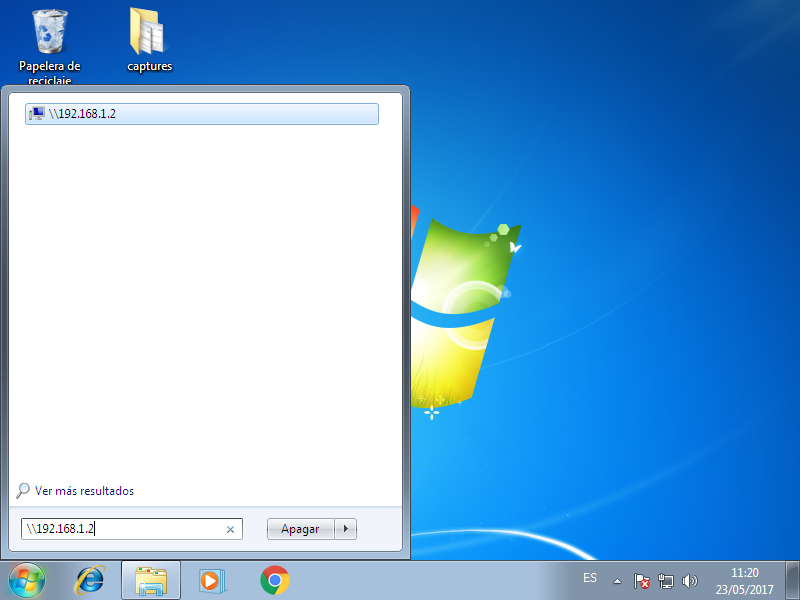 Papelera de
reciclaje
captures
\\192.168.1.2
Ver más resultados
\\192.168.1.2
Apagar
ES
11:20
23/05/2017